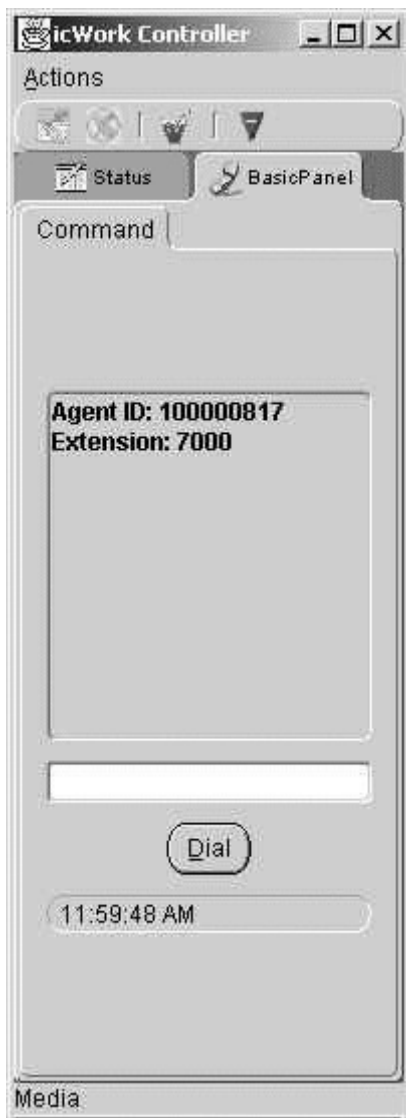 icWork Controller
Actions
Status
BasicPanel
Command
Agent ID: 100000817
Extension: 7000
Dial
11:59:48 AM
Media